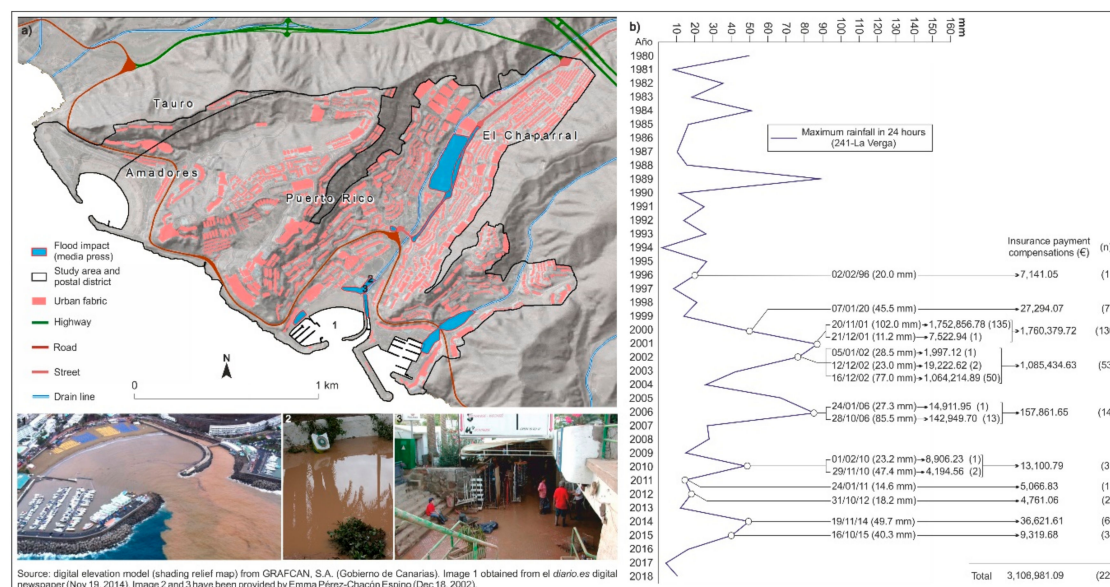 a)
Tauro
El Chaparral
Amadores
Puerto Rico
Flood impact
(media press)
Study area and
postal district
Urban fabric
Highway
Road
Street
Drain line
N
0 1 km
1
2
3
2
3
Source: digital elevation model (shading relief map) from GRAFCAN, S.A. (Gobierno de Canarias). Image 1 obtained from el diario.es digital
newspaper (Nov 19, 2014). Image 2 and 3 have been provided by Emma Pérez-Chacón Espino (Dec 18, 2002).
b)
10 20 30 40 50 60 70 80 90 100 110 120 130 140 150 160 mm
Año
1980
1981
1982
1983
1984
1985
1986
1987
1988
1989
1990
1991
1992
1993
1994
1995
1996
1997
1998
1999
2000
2001
2002
2003
2004
2005
2006
2007
2008
2009
2010
2011
2012
2013
2014
2015
2016
2017
2018
Maximum rainfall in 24 hours
(241-La Verga)
Insurance payment
compensations (€) (n
02/02/96 (20.0 mm) 7,141.05 (1
07/01/20 (45.5 mm) 27,294.07 (7
20/11/01 (102.0 mm) 1,752,856.78 (135)
21/12/01 (11.2 mm) 7,522.94 (1)
1,760,379.72 (13
05/01/02 (28.5 mm) 1,997.12 (1)
12/12/02 (23.0 mm) 19,222.62 (2)
16/12/02 (77.0 mm) 1,064,214.89 (50)
1,085,434.63 (53
24/01/06 (27.3 mm) 14,911.95 (1)
28/10/06 (85.5 mm) 142,949.70 (13)
157,861.65 (14
01/02/10 (23.2 mm) 8,906.23 (1)
29/11/10 (47.4 mm) 4,194.56 (2)
13,100.79 (3
24/01/11 (14.6 mm) 5,066.83 (1
31/10/12 (18.2 mm) 4,761.06 (2
19/11/14 (49.7 mm) 36,621.61 (6
16/10/15 (40.3 mm) 9,319.68 (3
Total 3,106,981.09 (22